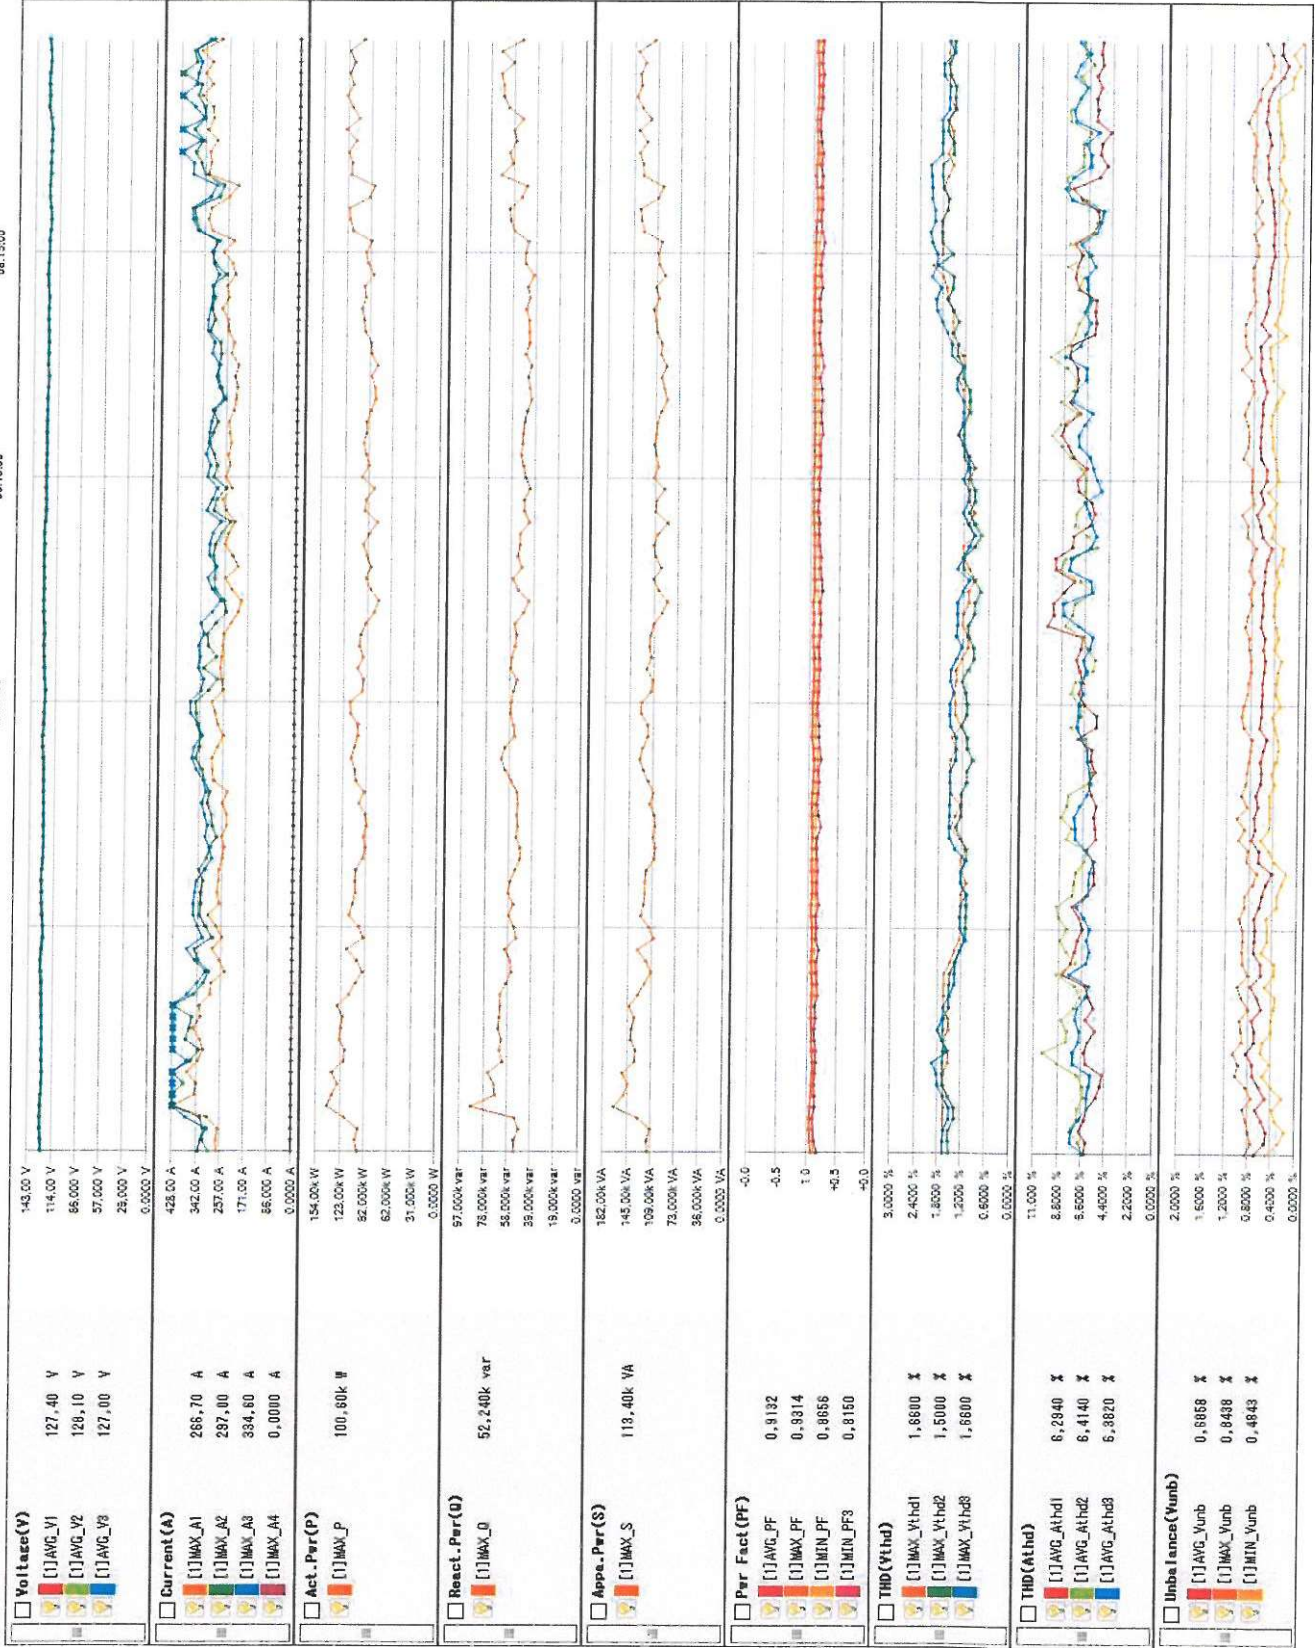 Voltage(V)
[1]AVG_V1 127,40 V
[1]AVG_V2 128,10 V
[1]AVG_V3 127,00 V
143,00 V
114,00 V
86,000 V
57,000 V
29,000 V
0,0000 V
Current(A)
[1]MAX_A1 266,70 A
[1]MAX_A2 297,00 A
[1]MAX_A3 334,60 A
[1]MAX_A4 0,0000 A
428,00 A
342,00 A
257,00 A
171,00 A
86,000 A
0,0000 A
Act.Pwr(P)
[1]MAX_P 100,60k W
154,00k W
123,00k W
92,000k W
62,000k W
31,000k W
0,0000 W
React.Pwr(Q)
[1]MAX_Q 52,240k var
97,000k var
78,000k var
58,000k var
39,000k var
19,000k var
0,0000 var
Appa.Pwr(S)
[1]MAX_S 113,40k VA
182,00k VA
145,00k VA
109,00k VA
73,000k VA
36,000k VA
0,0000 VA
Pwr Fact(PF)
[1]AVG_PF 0,9132
[1]MAX_PF 0,9314
[1]MIN_PF 0,8656
[1]MIN_PF3 0,8150
-0.0
-0.5
1.0
+0.5
+0.0
THD(Vthd)
[1]MAX_Vthd1 1,6600 %
[1]MAX_Vthd2 1,5000 %
[1]MAX_Vthd3 1,6600 %
3,0000 %
2,4000 %
1,8000 %
1,2000 %
0,6000 %
0,0000 %
THD(Athd)
[1]AVG_Athd1 6,2940 %
[1]AVG_Athd2 6,4140 %
[1]AVG_Athd3 6,3820 %
11,000 %
8,8000 %
6,6000 %
4,4000 %
2,2000 %
0,0000 %
Unbalance(Vunb)
[1]AVG_Vunb 0,6858 %
[1]MAX_Vunb 0,8438 %
[1]MIN_Vunb 0,4843 %
2,0000 %
1,6000 %
1,2000 %
0,8000 %
0,4000 %
0,0000 %